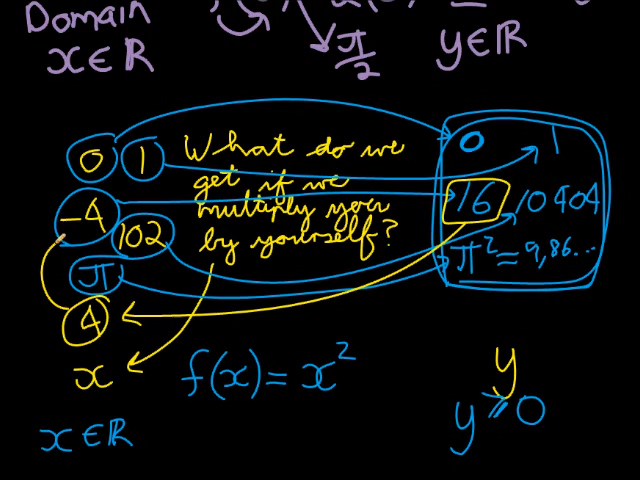 Domain
x∈ℝ π/2 y∈ℝ
0 1 What do we 0 1
get if we
-4 multiply you 16 10404
102 by yourself?
π π² = 9,86...
4
x f(x) = x² y
x∈ℝ y ≥ 0